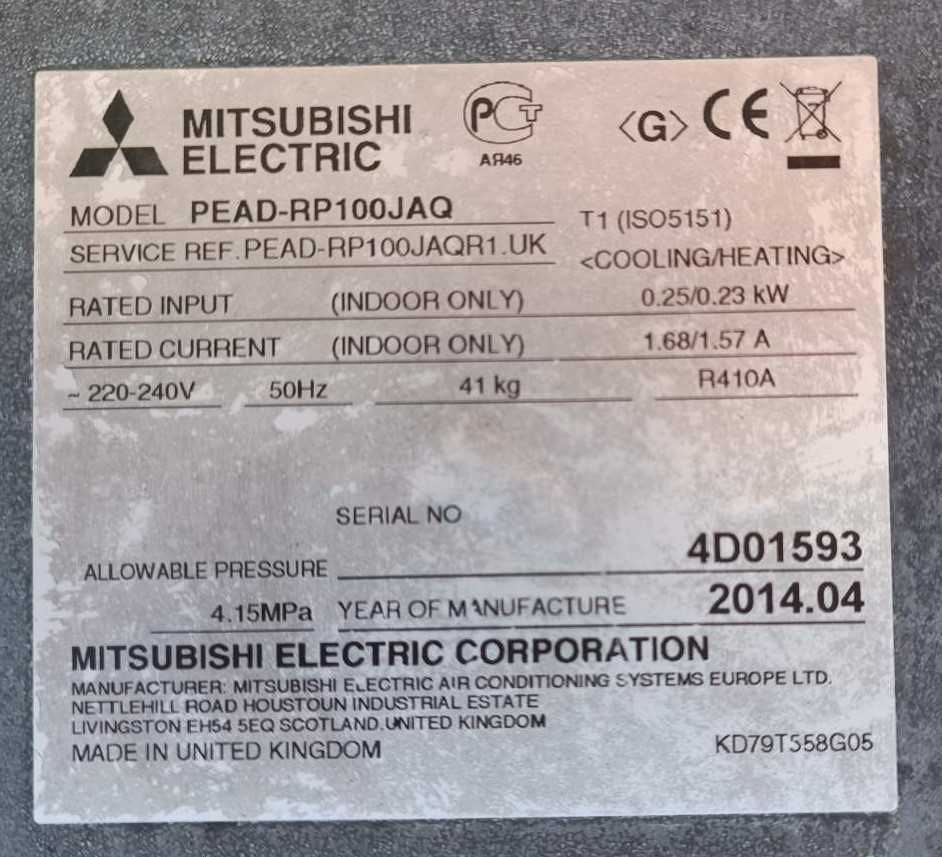 MITSUBISHI
ELECTRIC
РСТ
АЯ46
<G> CE
MODEL PEAD-RP100JAQ
T1 (ISO5151)
SERVICE REF. PEAD-RP100JAQR1.UK
<COOLING/HEATING>
RATED INPUT (INDOOR ONLY) 0.25/0.23 kW
RATED CURRENT (INDOOR ONLY) 1.68/1.57 A
~ 220-240V 50Hz 41 kg R410A
SERIAL NO
4D01593
ALLOWABLE PRESSURE
4.15MPa YEAR OF MANUFACTURE 2014.04
MITSUBISHI ELECTRIC CORPORATION
MANUFACTURER: MITSUBISHI ELECTRIC AIR CONDITIONING SYSTEMS EUROPE LTD.
NETTLEHILL ROAD HOUSTOUN INDUSTRIAL ESTATE
LIVINGSTON EH54 5EQ SCOTLAND.UNITED KINGDOM
MADE IN UNITED KINGDOM
KD79T558G05